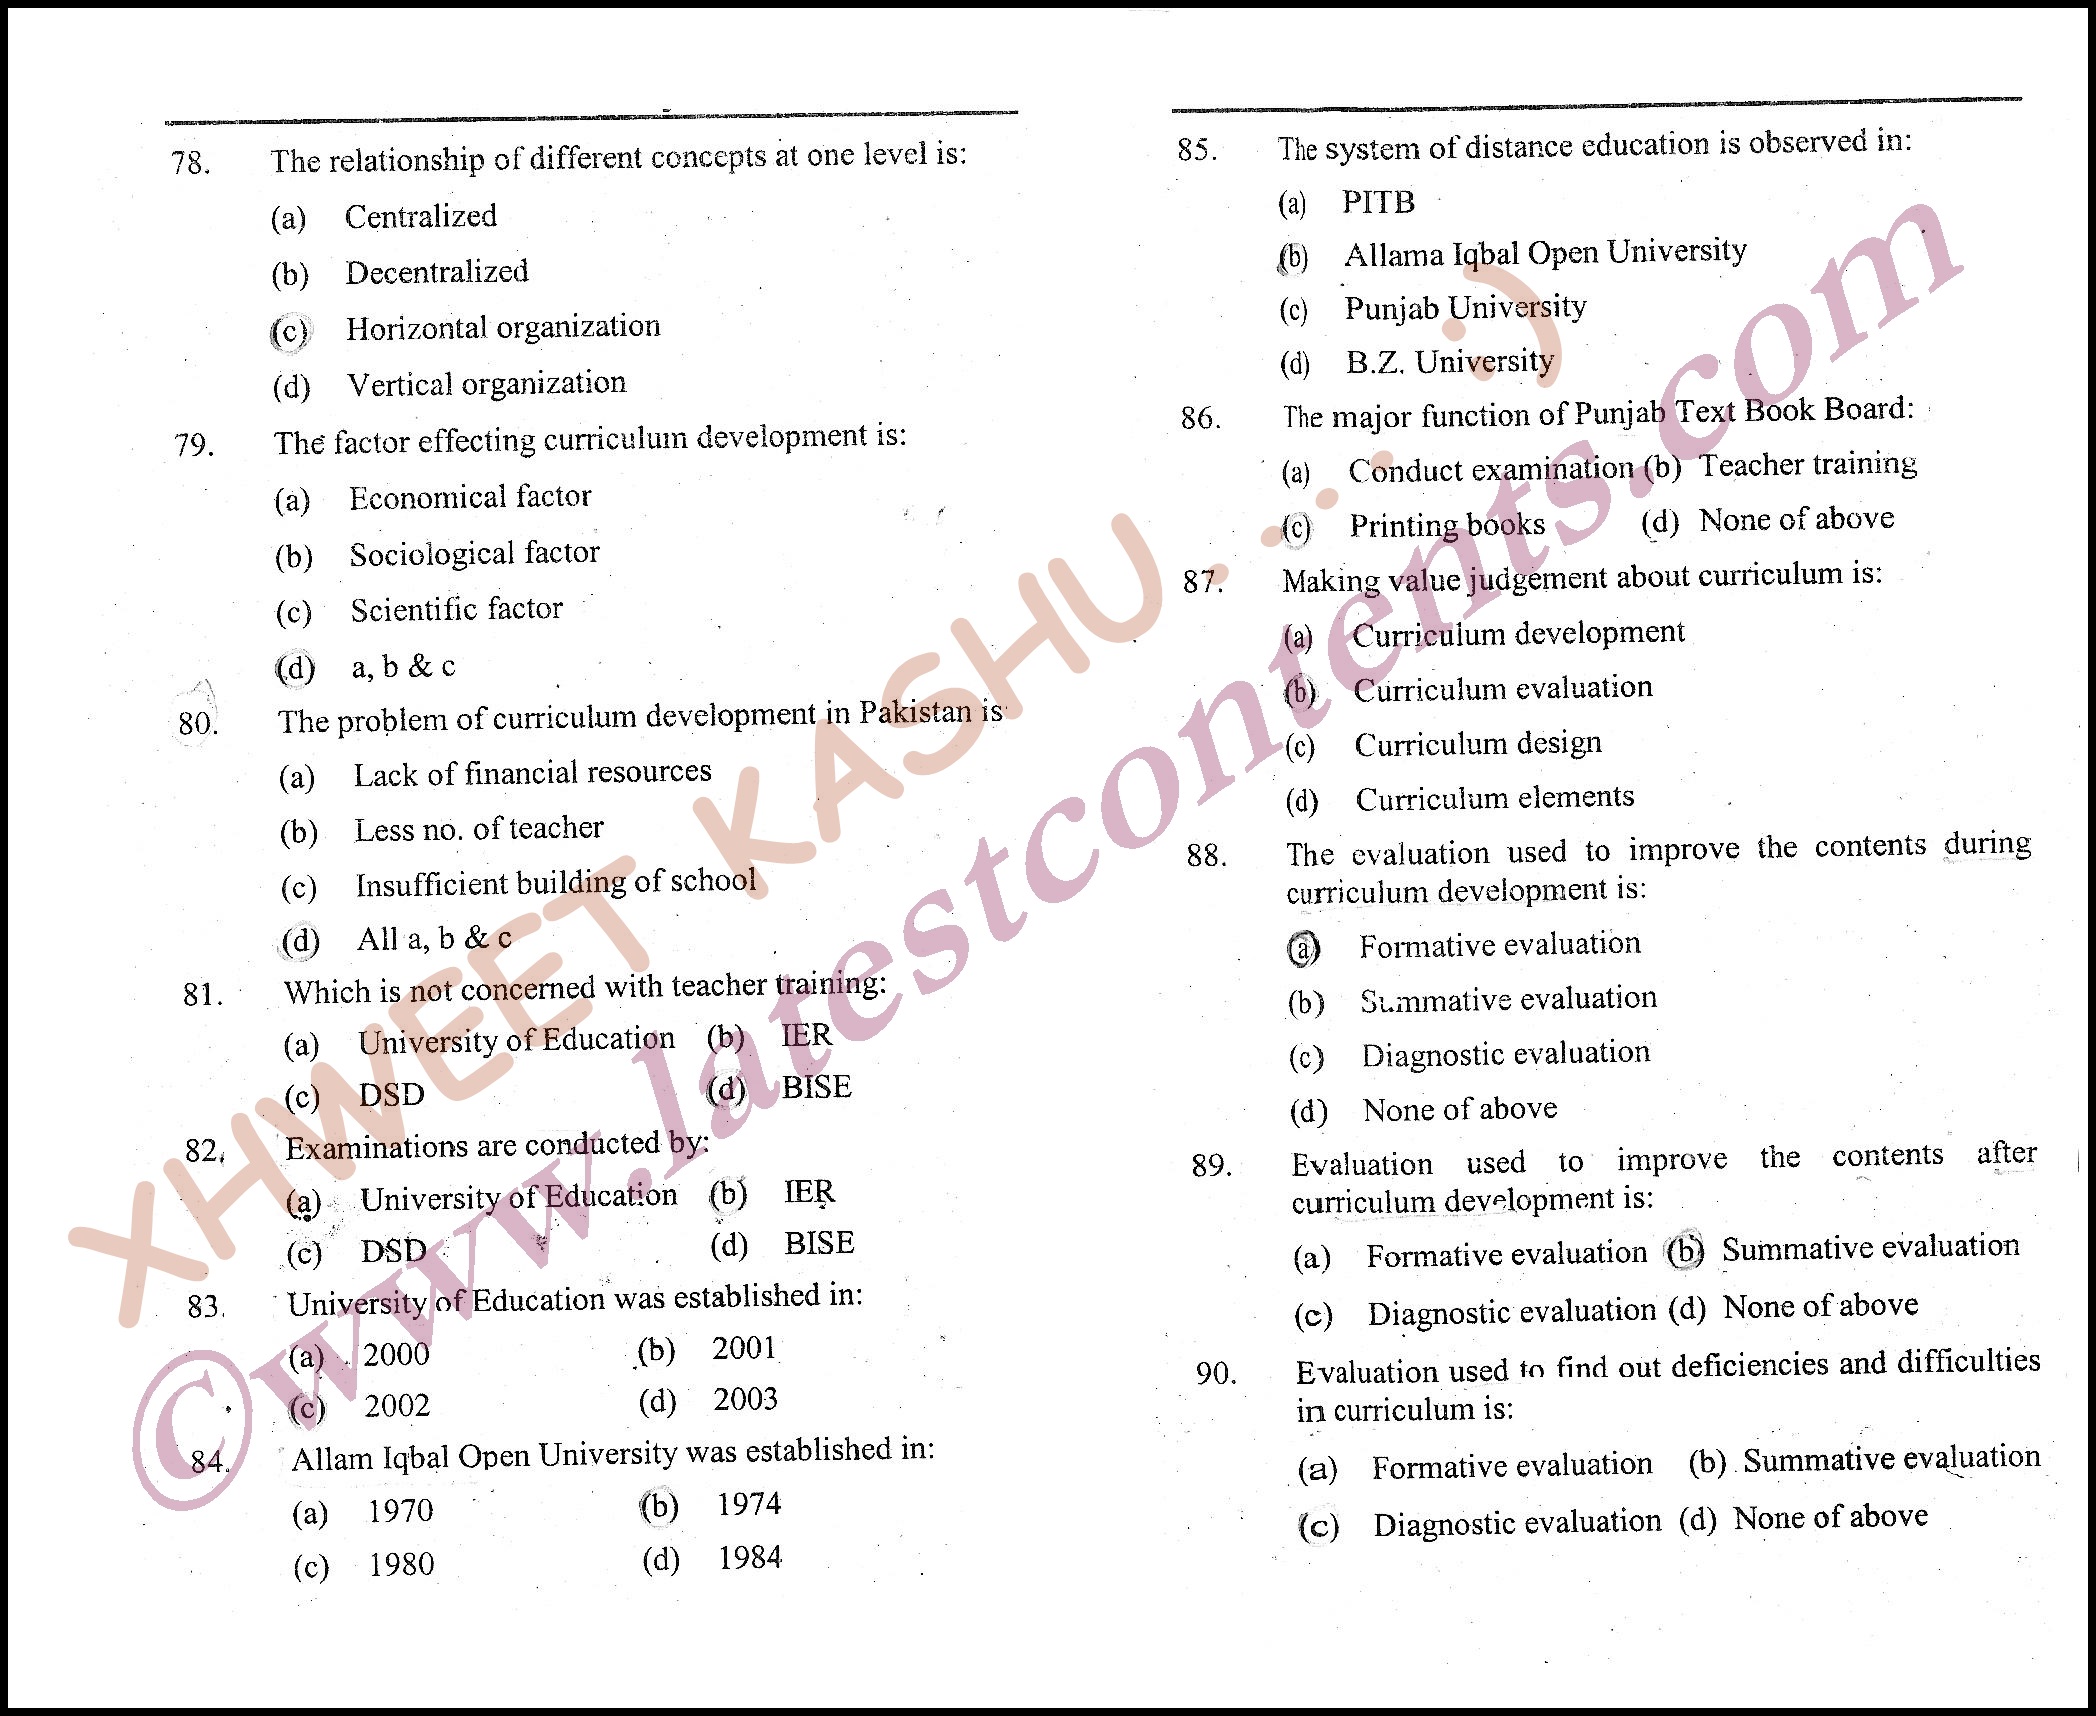 78. The relationship of different concepts at one level is:
(a) Centralized
(b) Decentralized
(c) Horizontal organization
(d) Vertical organization
79. The factor effecting curriculum development is:
(a) Economical factor
(b) Sociological factor
(c) Scientific factor
(d) a, b & c
80. The problem of curriculum development in Pakistan is
(a) Lack of financial resources
(b) Less no. of teacher
(c) Insufficient building of school
(d) All a, b & c
81. Which is not concerned with teacher training:
(a) University of Education (b) IER
(c) DSD (d) BISE
82. Examinations are conducted by:
(a) University of Education (b) IER
(c) DSD (d) BISE
83. University of Education was established in:
(a) 2000 (b) 2001
(c) 2002 (d) 2003
84. Allam Iqbal Open University was established in:
(a) 1970 (b) 1974
(c) 1980 (d) 1984
85. The system of distance education is observed in:
(a) PITB
(b) Allama Iqbal Open University
(c) Punjab University
(d) B.Z. University
86. The major function of Punjab Text Book Board:
(a) Conduct examination (b) Teacher training
(c) Printing books (d) None of above
87. Making value judgement about curriculum is:
(a) Curriculum development
(b) Curriculum evaluation
(c) Curriculum design
(d) Curriculum elements
88. The evaluation used to improve the contents during
curriculum development is:
(a) Formative evaluation
(b) Summative evaluation
(c) Diagnostic evaluation
(d) None of above
89. Evaluation used to improve the contents after
curriculum development is:
(a) Formative evaluation (b) Summative evaluation
(c) Diagnostic evaluation (d) None of above
90. Evaluation used to find out deficiencies and difficulties
in curriculum is:
(a) Formative evaluation (b) Summative evaluation
(c) Diagnostic evaluation (d) None of above
XHWEET KASHU.....:)
©www.latestcontents.com